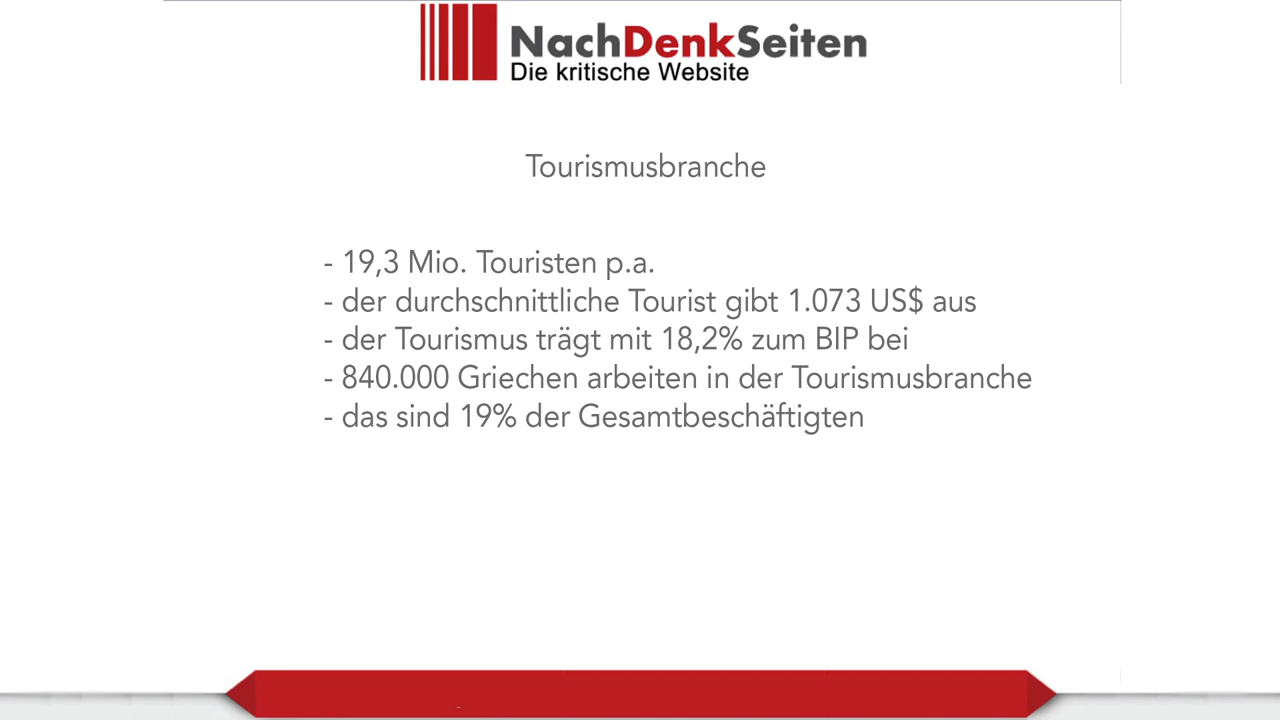 NachDenkSeiten
Die kritische Website
Tourismusbranche
- 19,3 Mio. Touristen p.a.
- der durchschnittliche Tourist gibt 1.073 US$ aus
- der Tourismus trägt mit 18,2% zum BIP bei
- 840.000 Griechen arbeiten in der Tourismusbranche
- das sind 19% der Gesamtbeschäftigten